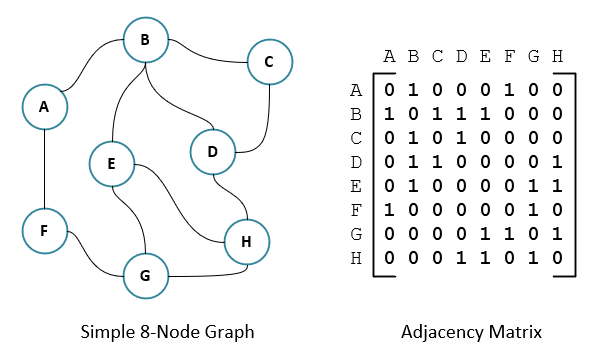 B
C
A
E
D
F
H
G
Simple 8-Node Graph
A B C D E F G H
A 0 1 0 0 0 1 0 0
B 1 0 1 1 1 0 0 0
C 0 1 0 1 0 0 0 0
D 0 1 1 0 0 0 0 1
E 0 1 0 0 0 0 1 1
F 1 0 0 0 0 0 1 0
G 0 0 0 0 1 1 0 1
H 0 0 0 1 1 0 1 0
Adjacency Matrix